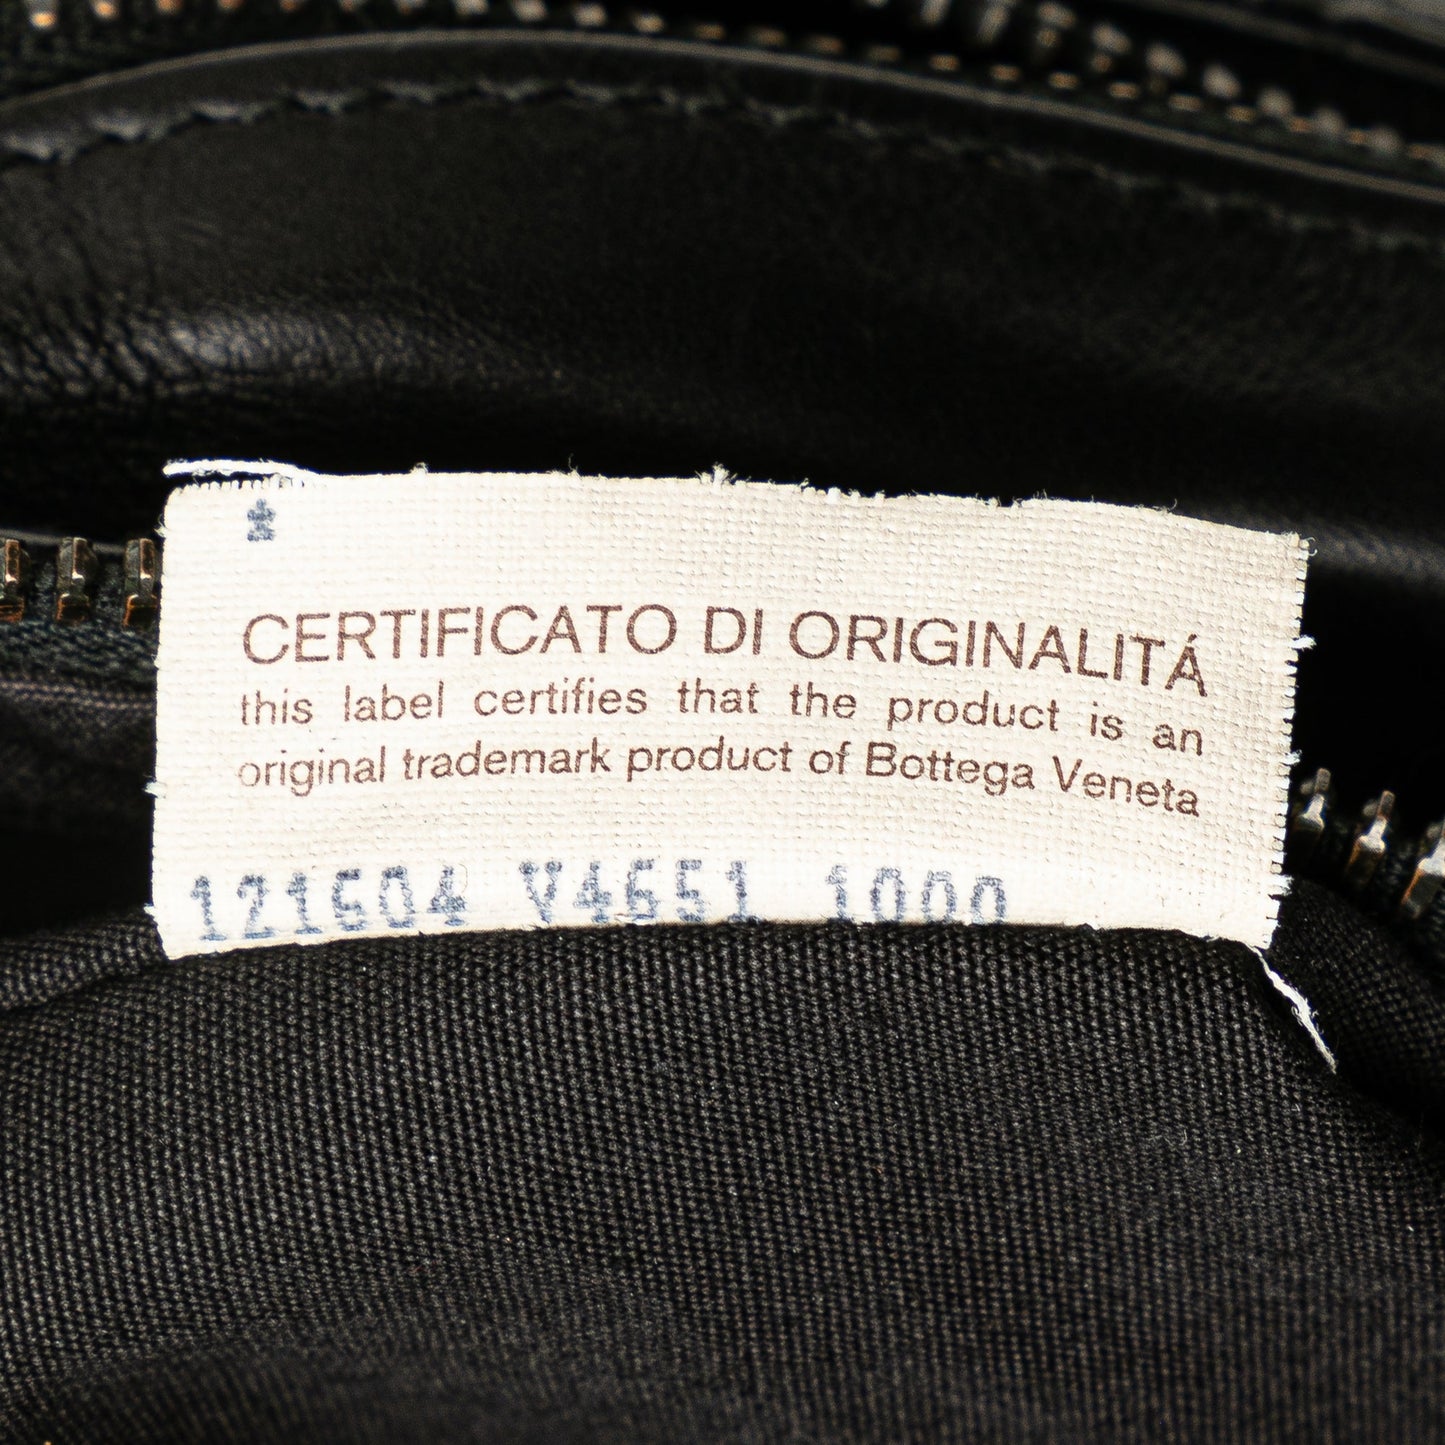 CERTIFICATO DI ORIGINALITÁ
this label certifies that the product is an
original trademark product of Bottega Veneta
121604 V4651 1000